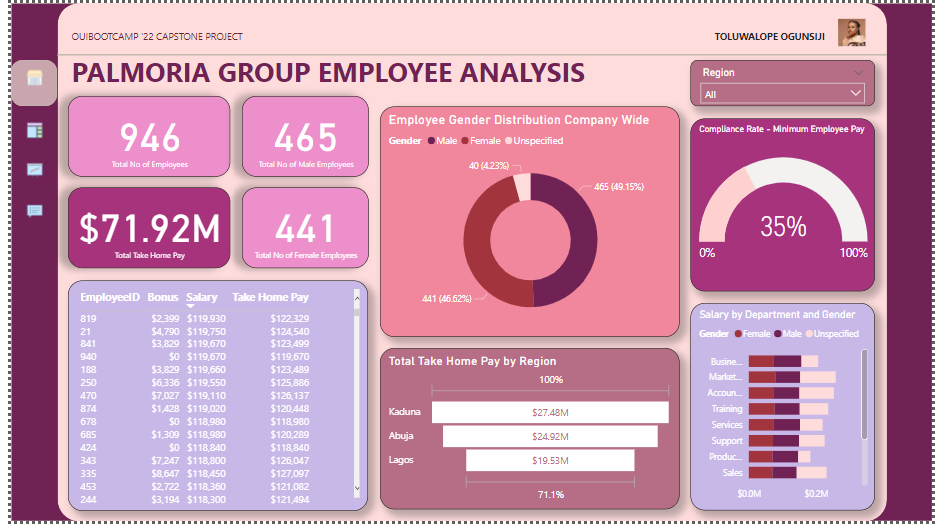 OUIBOOTCAMP '22 CAPSTONE PROJECT
TOLUWALOPE OGUNSIJI
PALMORIA GROUP EMPLOYEE ANALYSIS
Region
All
946
Total No of Employees
465
Total No of Male Employees
$71.92M
Total Take Home Pay
441
Total No of Female Employees
Employee Gender Distribution Company Wide
Gender Male Female Unspecified
40 (4.23%)
465 (49.15%)
441 (46.62%)
Compliance Rate - Minimum Employee Pay
35%
0% 100%
EmployeeID Bonus Salary Take Home Pay
819 $2,399 $119,930 $122,329
21 $4,790 $119,750 $124,540
841 $3,829 $119,670 $123,499
940 $0 $119,670 $119,670
188 $3,829 $119,660 $123,489
250 $6,336 $119,550 $125,886
470 $7,027 $119,110 $126,137
874 $1,428 $119,020 $120,448
678 $0 $118,980 $118,980
685 $1,309 $118,980 $120,289
424 $0 $118,840 $118,840
343 $7,247 $118,800 $126,047
335 $8,647 $118,450 $127,097
453 $2,722 $118,360 $121,082
244 $3,194 $118,300 $121,494
Total Take Home Pay by Region
100%
Kaduna $27.48M
Abuja $24.92M
Lagos $19.53M
71.1%
Salary by Department and Gender
Gender Female Male Unspecified
Busine...
Market...
Accoun...
Training
Services
Support
Produc...
Sales
$0.0M $0.2M